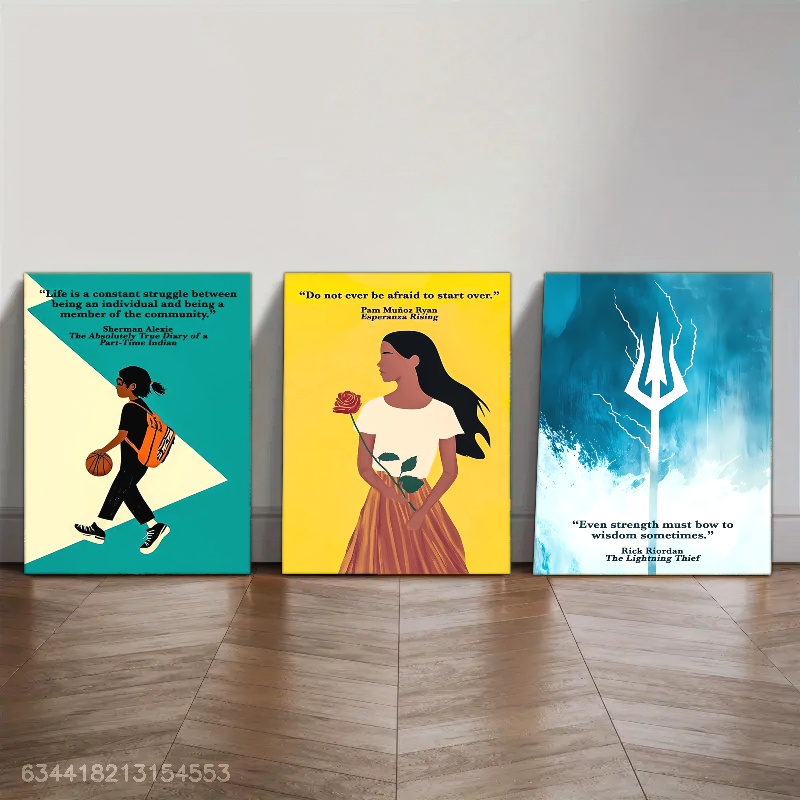 “Life is a constant struggle between
being an individual and being a
member of the community.”
Sherman Alexie
The Absolutely True Diary of a
Part-Time Indian
“Do not ever be afraid to start over.”
Pam Muñoz Ryan
Esperanza Rising
“Even strength must bow to
wisdom sometimes.”
Rick Riordan
The Lightning Thief
634418213154553